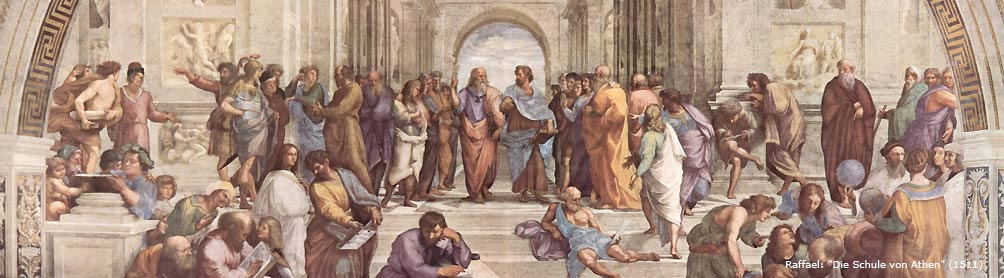 Raffael: "Die Schule von Athen" (1511)